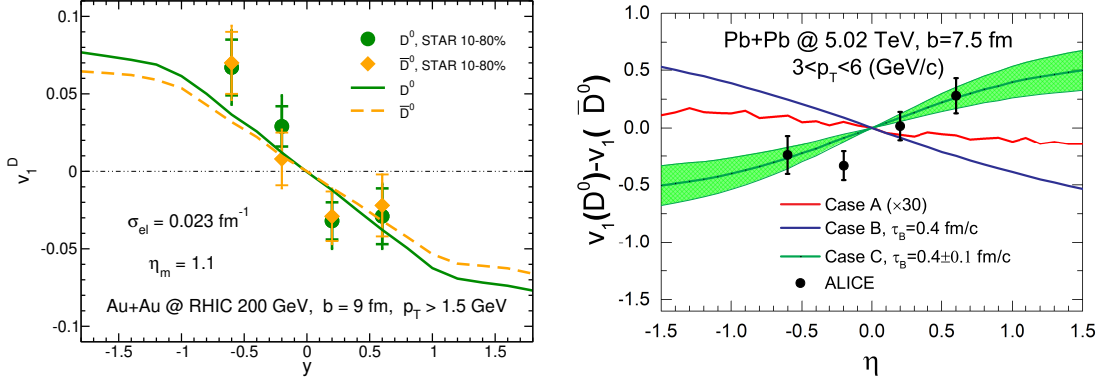 0.1
0.05
0
-0.05
-0.1
v₁ᴰ
D⁰, STAR 10-80%
D̅⁰, STAR 10-80%
D⁰
D̅⁰
σel = 0.023 fm⁻¹
ηm = 1.1
Au+Au @ RHIC 200 GeV, b = 9 fm, pT > 1.5 GeV
-1.5 -1 -0.5 0 0.5 1 1.5
y
1.0
0.5
0.0
-0.5
-1.0
-1.5
v₁(D⁰)-v₁(D̅⁰)
Pb+Pb @ 5.02 TeV, b=7.5 fm
3<pT<6 (GeV/c)
Case A (×30)
Case B, τB=0.4 fm/c
Case C, τB=0.4±0.1 fm/c
ALICE
-1.5 -1.0 -0.5 0.0 0.5 1.0 1.5
η